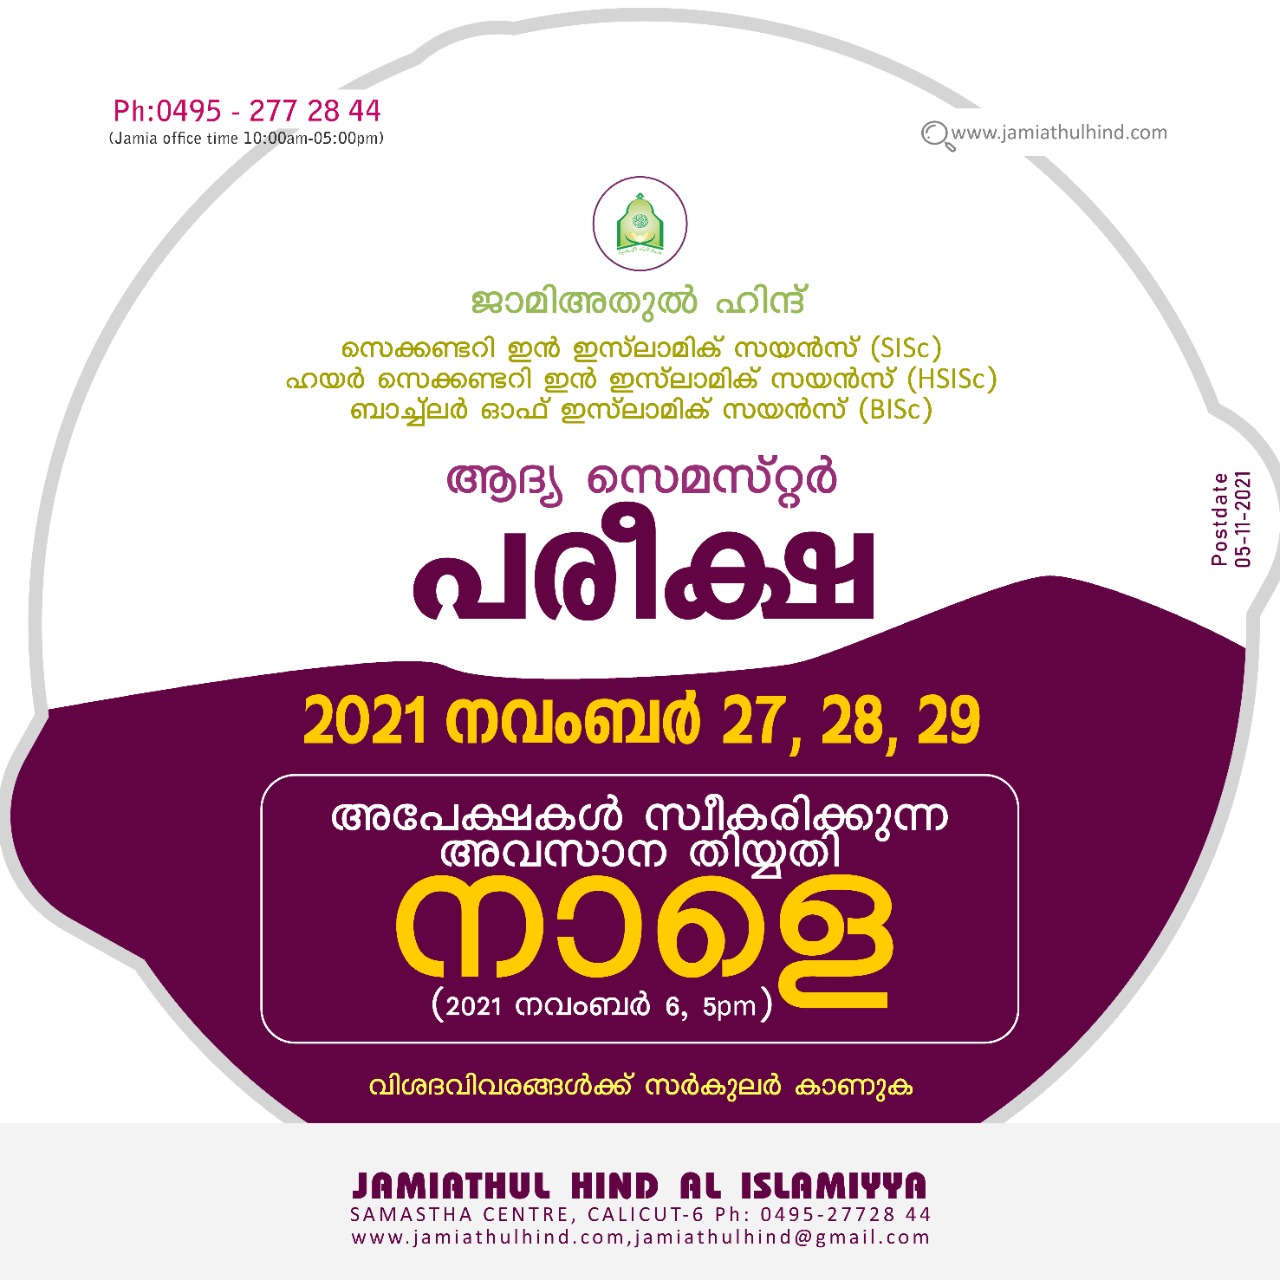 Ph:0495 - 277 28 44
(Jamia office time 10:00am-05:00pm)
www.jamiathulhind.com
ജാമിഅതുൽ ഹിന്ദ്
സെക്കണ്ടറി ഇൻ ഇസ്‌ലാമിക് സയൻസ് (SISc)
ഹയർ സെക്കണ്ടറി ഇൻ ഇസ്‌ലാമിക് സയൻസ് (HSISc)
ബാച്ച്‌ലർ ഓഫ് ഇസ്‌ലാമിക് സയൻസ് (BISc)
ആദ്യ സെമസ്റ്റർ
പരീക്ഷ
Postdate
05-11-2021
2021 നവംബർ 27, 28, 29
അപേക്ഷകൾ സ്വീകരിക്കുന്ന
അവസാന തിയ്യതി
നാളെ
(2021 നവംബർ 6, 5pm)
വിശദവിവരങ്ങൾക്ക് സർകുലർ കാണുക
JAMIATHUL HIND AL ISLAMIYYA
SAMASTHA CENTRE, CALICUT-6 Ph: 0495-27728 44
www.jamiathulhind.com,jamiathulhind@gmail.com